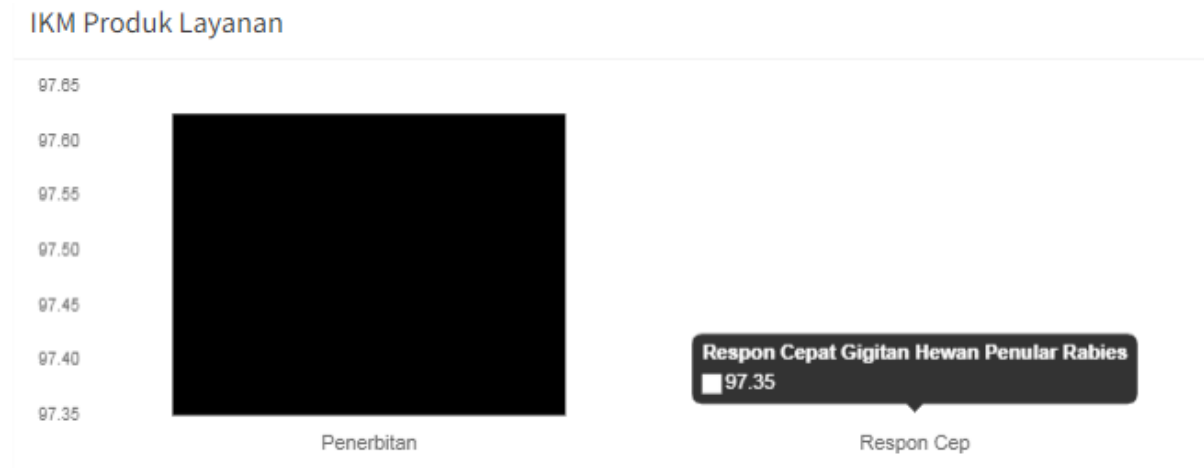 IKM Produk Layanan
97.65
97.60
97.55
97.50
97.45
97.40
97.35
Respon Cepat Gigitan Hewan Penular Rabies
97.35
Penerbitan
Respon Cep